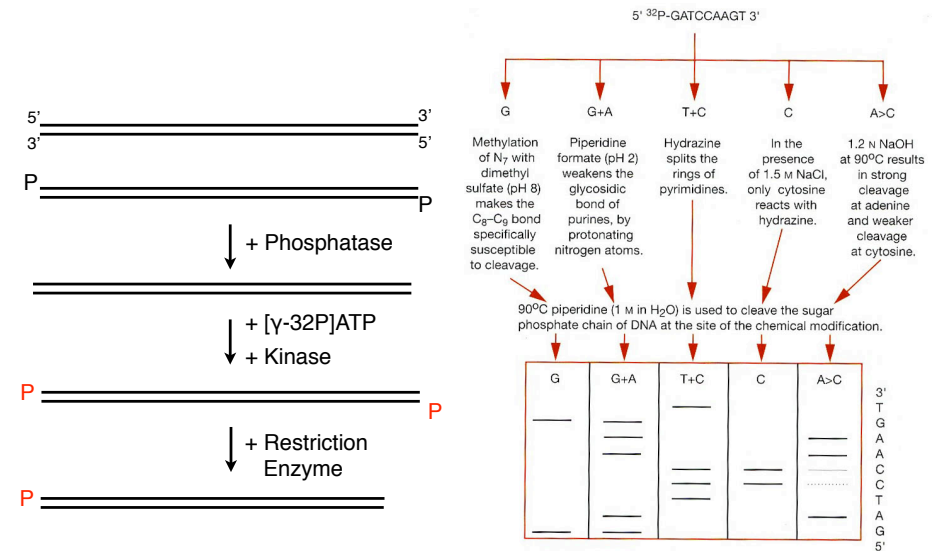 5'
3'
3'
5'
P
P
+ Phosphatase
+ [γ-32P]ATP
+ Kinase
P
P
+ Restriction
Enzyme
P
5' ³²P-GATCCAAGT 3'
G
G+A
T+C
C
A>C
Methylation
of N₇ with
dimethyl
sulfate (pH 8)
makes the
C₈–C₉ bond
specifically
susceptible
to cleavage.
Piperidine
formate (pH 2)
weakens the
glycosidic
bond of
purines, by
protonating
nitrogen atoms.
Hydrazine
splits the
rings of
pyrimidines.
In the
presence
of 1.5 M NaCl,
only cytosine
reacts with
hydrazine.
1.2 N NaOH
at 90ºC results
in strong
cleavage
at adenine
and weaker
cleavage
at cytosine.
90ºC piperidine (1 M in H₂O) is used to cleave the sugar
phosphate chain of DNA at the site of the chemical modification.
G
G+A
T+C
C
A>C
3'
T
G
A
A
C
C
T
A
G
5'